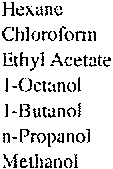 Hexane
Chloroform
Ethyl Acetate
1-Octanol
1-Butanol
n-Propanol
Methanol